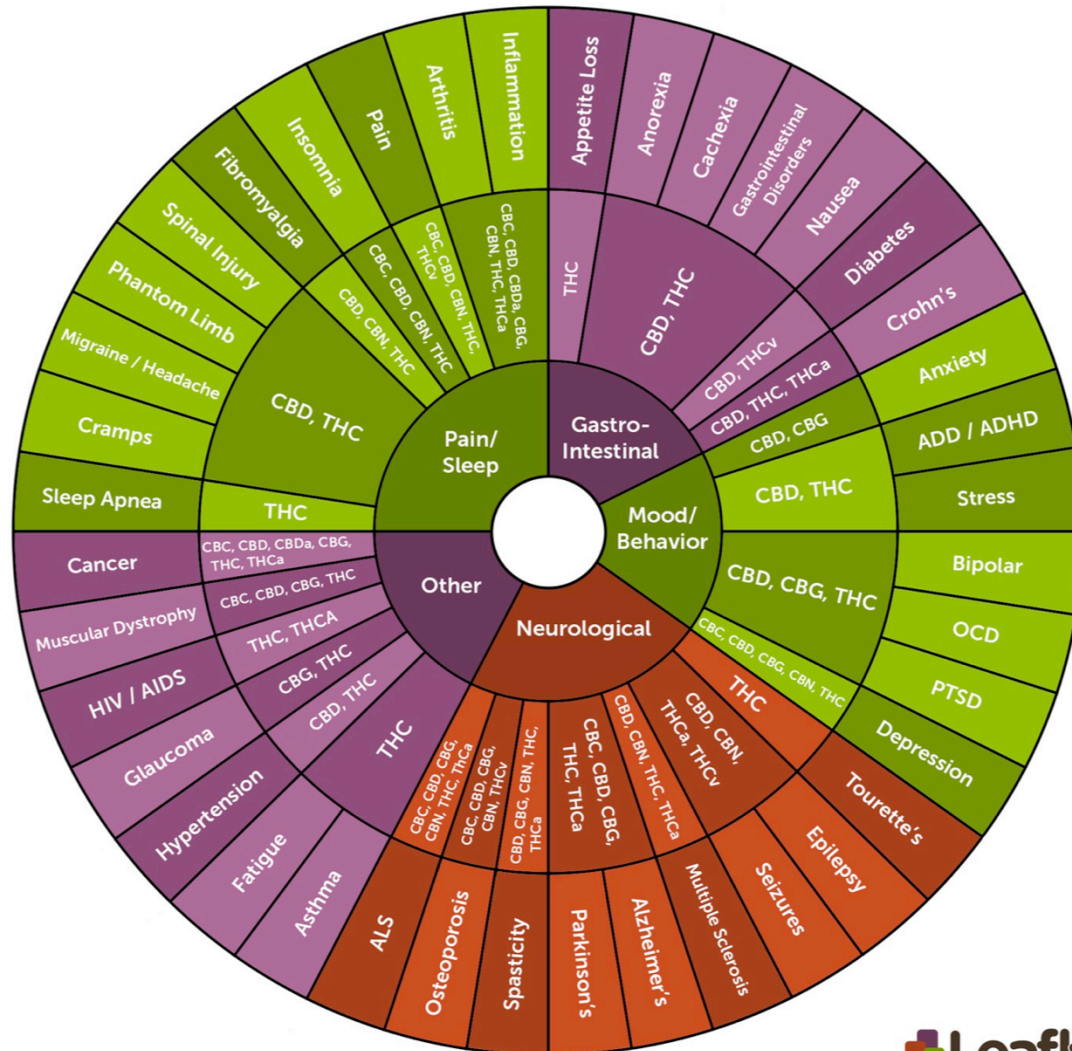 Appetite Loss
Anorexia
Cachexia
Gastrointestinal
Disorders
Nausea
Diabetes
Crohn's
Anxiety
ADD / ADHD
Stress
Bipolar
OCD
PTSD
Depression
Tourette's
Epilepsy
Seizures
Multiple Sclerosis
Alzheimer's
Parkinson's
Spasticity
Osteoporosis
ALS
Asthma
Fatigue
Hypertension
Glaucoma
HIV / AIDS
Muscular Dystrophy
Cancer
Sleep Apnea
Cramps
Migraine / Headache
Phantom Limb
Spinal Injury
Fibromyalgia
Insomnia
Pain
Arthritis
Inflammation
THC
CBD, THC
CBD, THCv
CBD, THC, THCa
CBD, CBG
CBD, THC
CBD, CBG, THC
CBC, CBD, CBG, CBN, THC
THC
CBD, CBN,
THCa, THCv
CBD, CBN, THC, THCa
CBC, CBD, CBG,
THC, THCa
CBD, CBG, CBN, THC,
THCa
CBC, CBD, CBG,
CBN, THCv
CBC, CBD, CBG,
CBN, THC, ThCa
THC
CBD, THC
CBG, THC
THC, THCA
CBC, CBD, CBG, THC
CBC, CBD, CBDa, CBG,
THC, THCa
THC
CBD, THC
CBD, CBN, THC
CBC, CBD, CBN, THC
CBC, CBD, CBN, THC,
THCv
CBC, CBD, CBDa, CBG,
CBN, THC, THCa
Pain/
Sleep
Gastro-
Intestinal
Mood/
Behavior
Neurological
Other